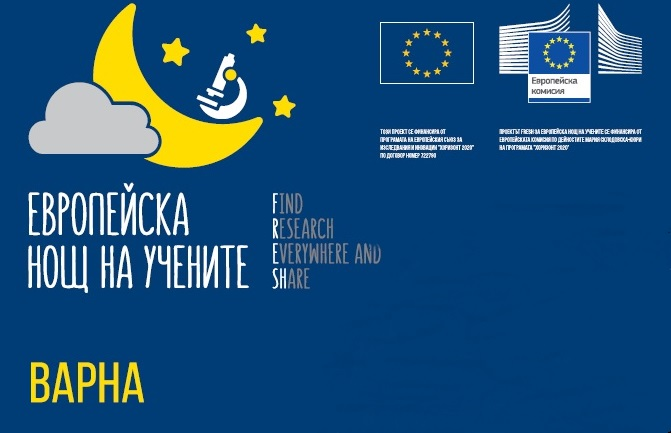 Европейска
комисия
ТОЗИ ПРОЕКТ СЕ ФИНАНСИРА ОТ
ПРОГРАМАТА НА ЕВРОПЕЙСКИЯ СЪЮЗ ЗА
ИЗСЛЕДВАНИЯ И ИНОВАЦИИ "ХОРИЗОНТ 2020"
ПО ДОГОВОР НОМЕР 722790
ПРОЕКТЪТ FRESH ЗА ЕВРОПЕЙСКА НОЩ НА УЧЕНИТЕ СЕ ФИНАНСИРА ОТ
ЕВРОПЕЙСКАТА КОМИСИЯ ПО ДЕЙНОСТИТЕ МАРИЯ СКЛОДОВСКА-КЮРИ
НА ПРОГРАМАТА "ХОРИЗОНТ 2020"
ЕВРОПЕЙСКА
НОЩ НА УЧЕНИТЕ
FIND
RESEARCH
EVERYWHERE AND
SHARE
ВАРНА